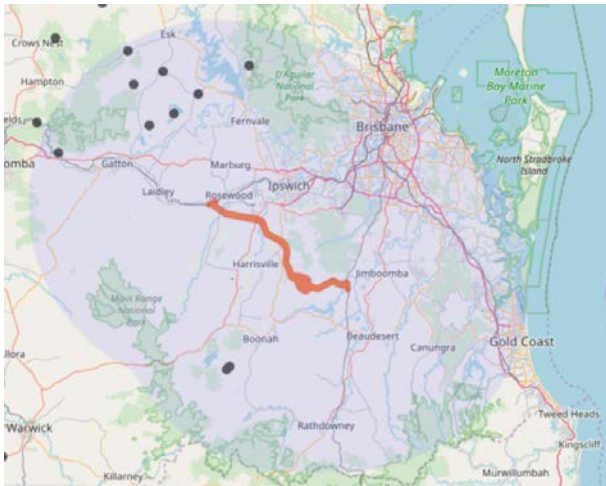 Esk
Crows Nest
D'Aguilar
National
Park
Moreton
Bay Marine
Park
Hampton
Fernvale
Brisbane
North Stradbroke
Island
omba
Gatton
Marburg
Laidley
Rosewood
Ipswich
Harrisville
Jimboomba
Main Range
National
Park
Boonah
Beaudesert
Canungra
Gold Coast
llora
Tweed Heads
Warwick
Rathdowney
Kingscliff
Killarney
Murwillumbah